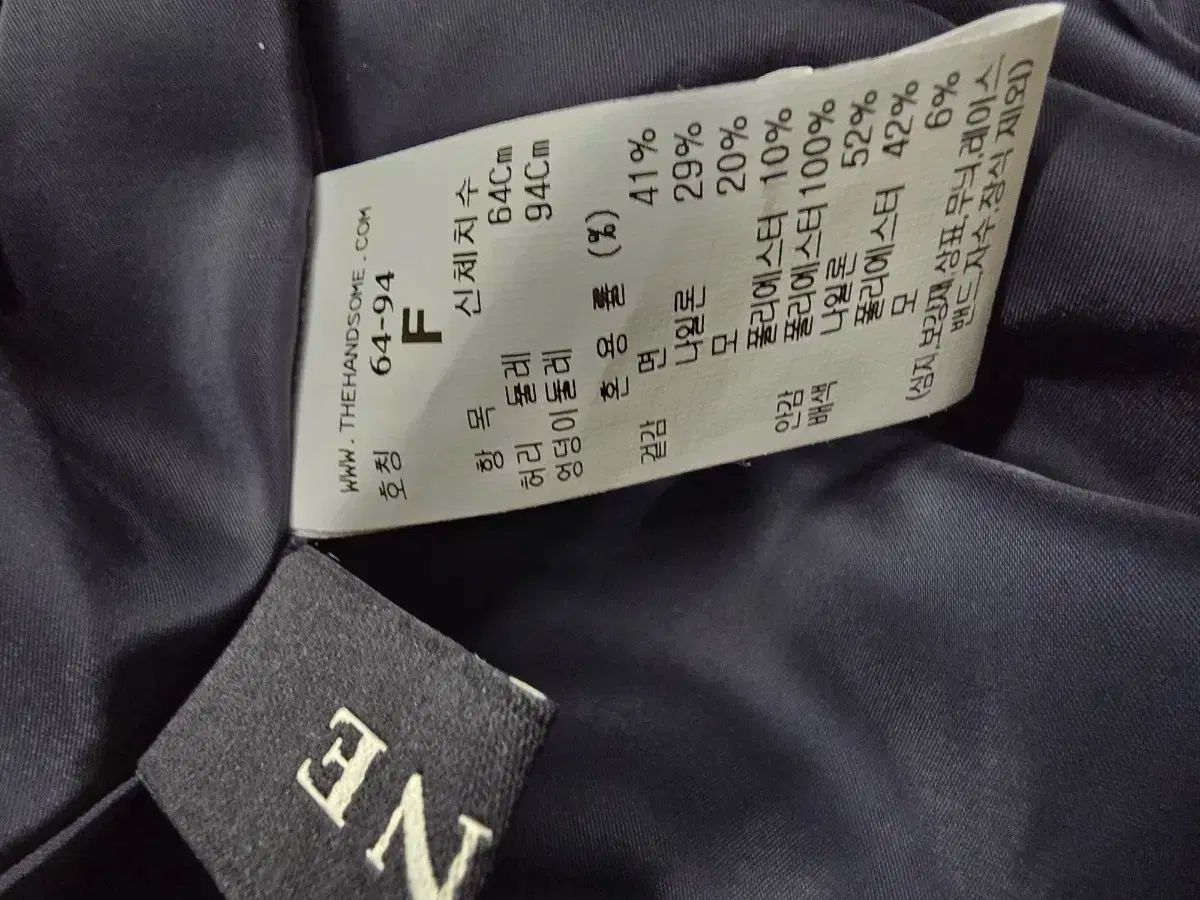 WWW.THEHANDSOME.COM
호칭 64-94
F
항 목 신체치수
허리 둘레 64Cm
엉덩이 둘레 94Cm
혼 용 률 (%)
겉감 면 41%
나일론 29%
모 20%
폴리에스터 10%
안감 폴리에스터 100%
배색 나일론 52%
폴리에스터 42%
모 6%
(심지,보강재,상표,무늬,레이스
밴드,자수,장식 제외)
NE